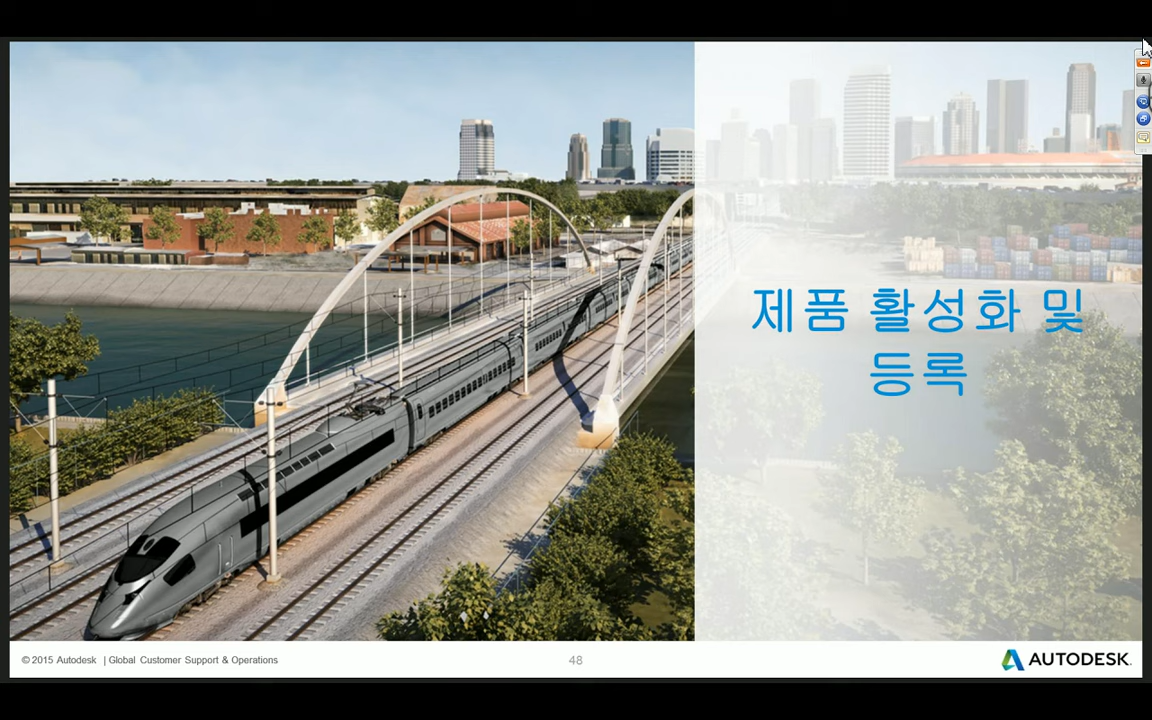 제품 활성화 및
등록
© 2015 Autodesk | Global Customer Support & Operations
48
AUTODESK.